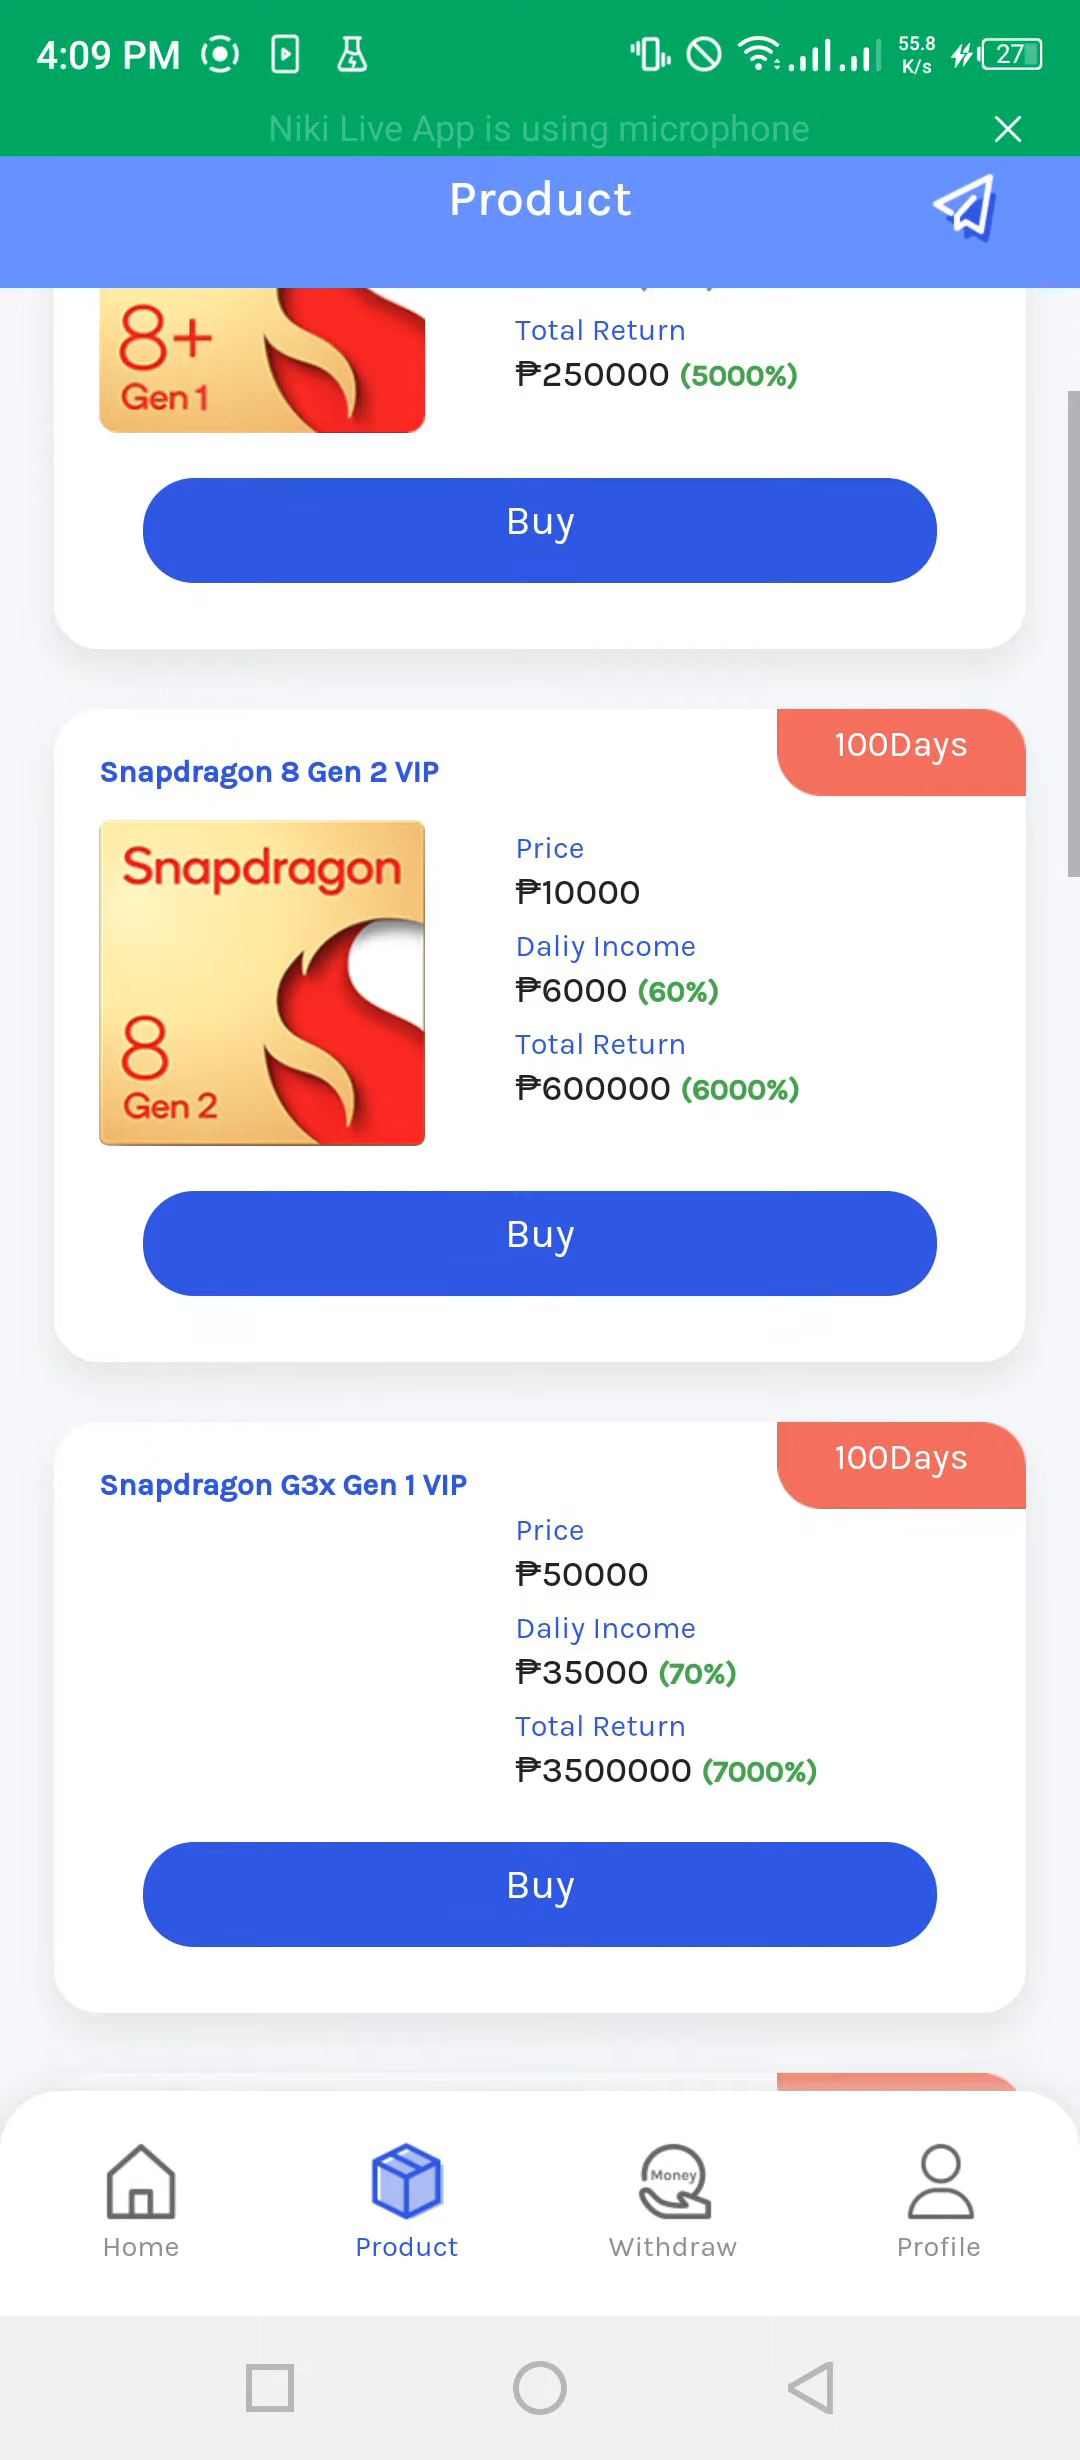 4:09 PM
55.8
K/s
27
Niki Live App is using microphone
Product
8+
Gen 1
Total Return
₱250000 (5000%)
Buy
100Days
Snapdragon 8 Gen 2 VIP
Snapdragon
8
Gen 2
Price
₱10000
Daliy Income
₱6000 (60%)
Total Return
₱600000 (6000%)
Buy
100Days
Snapdragon G3x Gen 1 VIP
Price
₱50000
Daliy Income
₱35000 (70%)
Total Return
₱3500000 (7000%)
Buy
Money
Home
Product
Withdraw
Profile